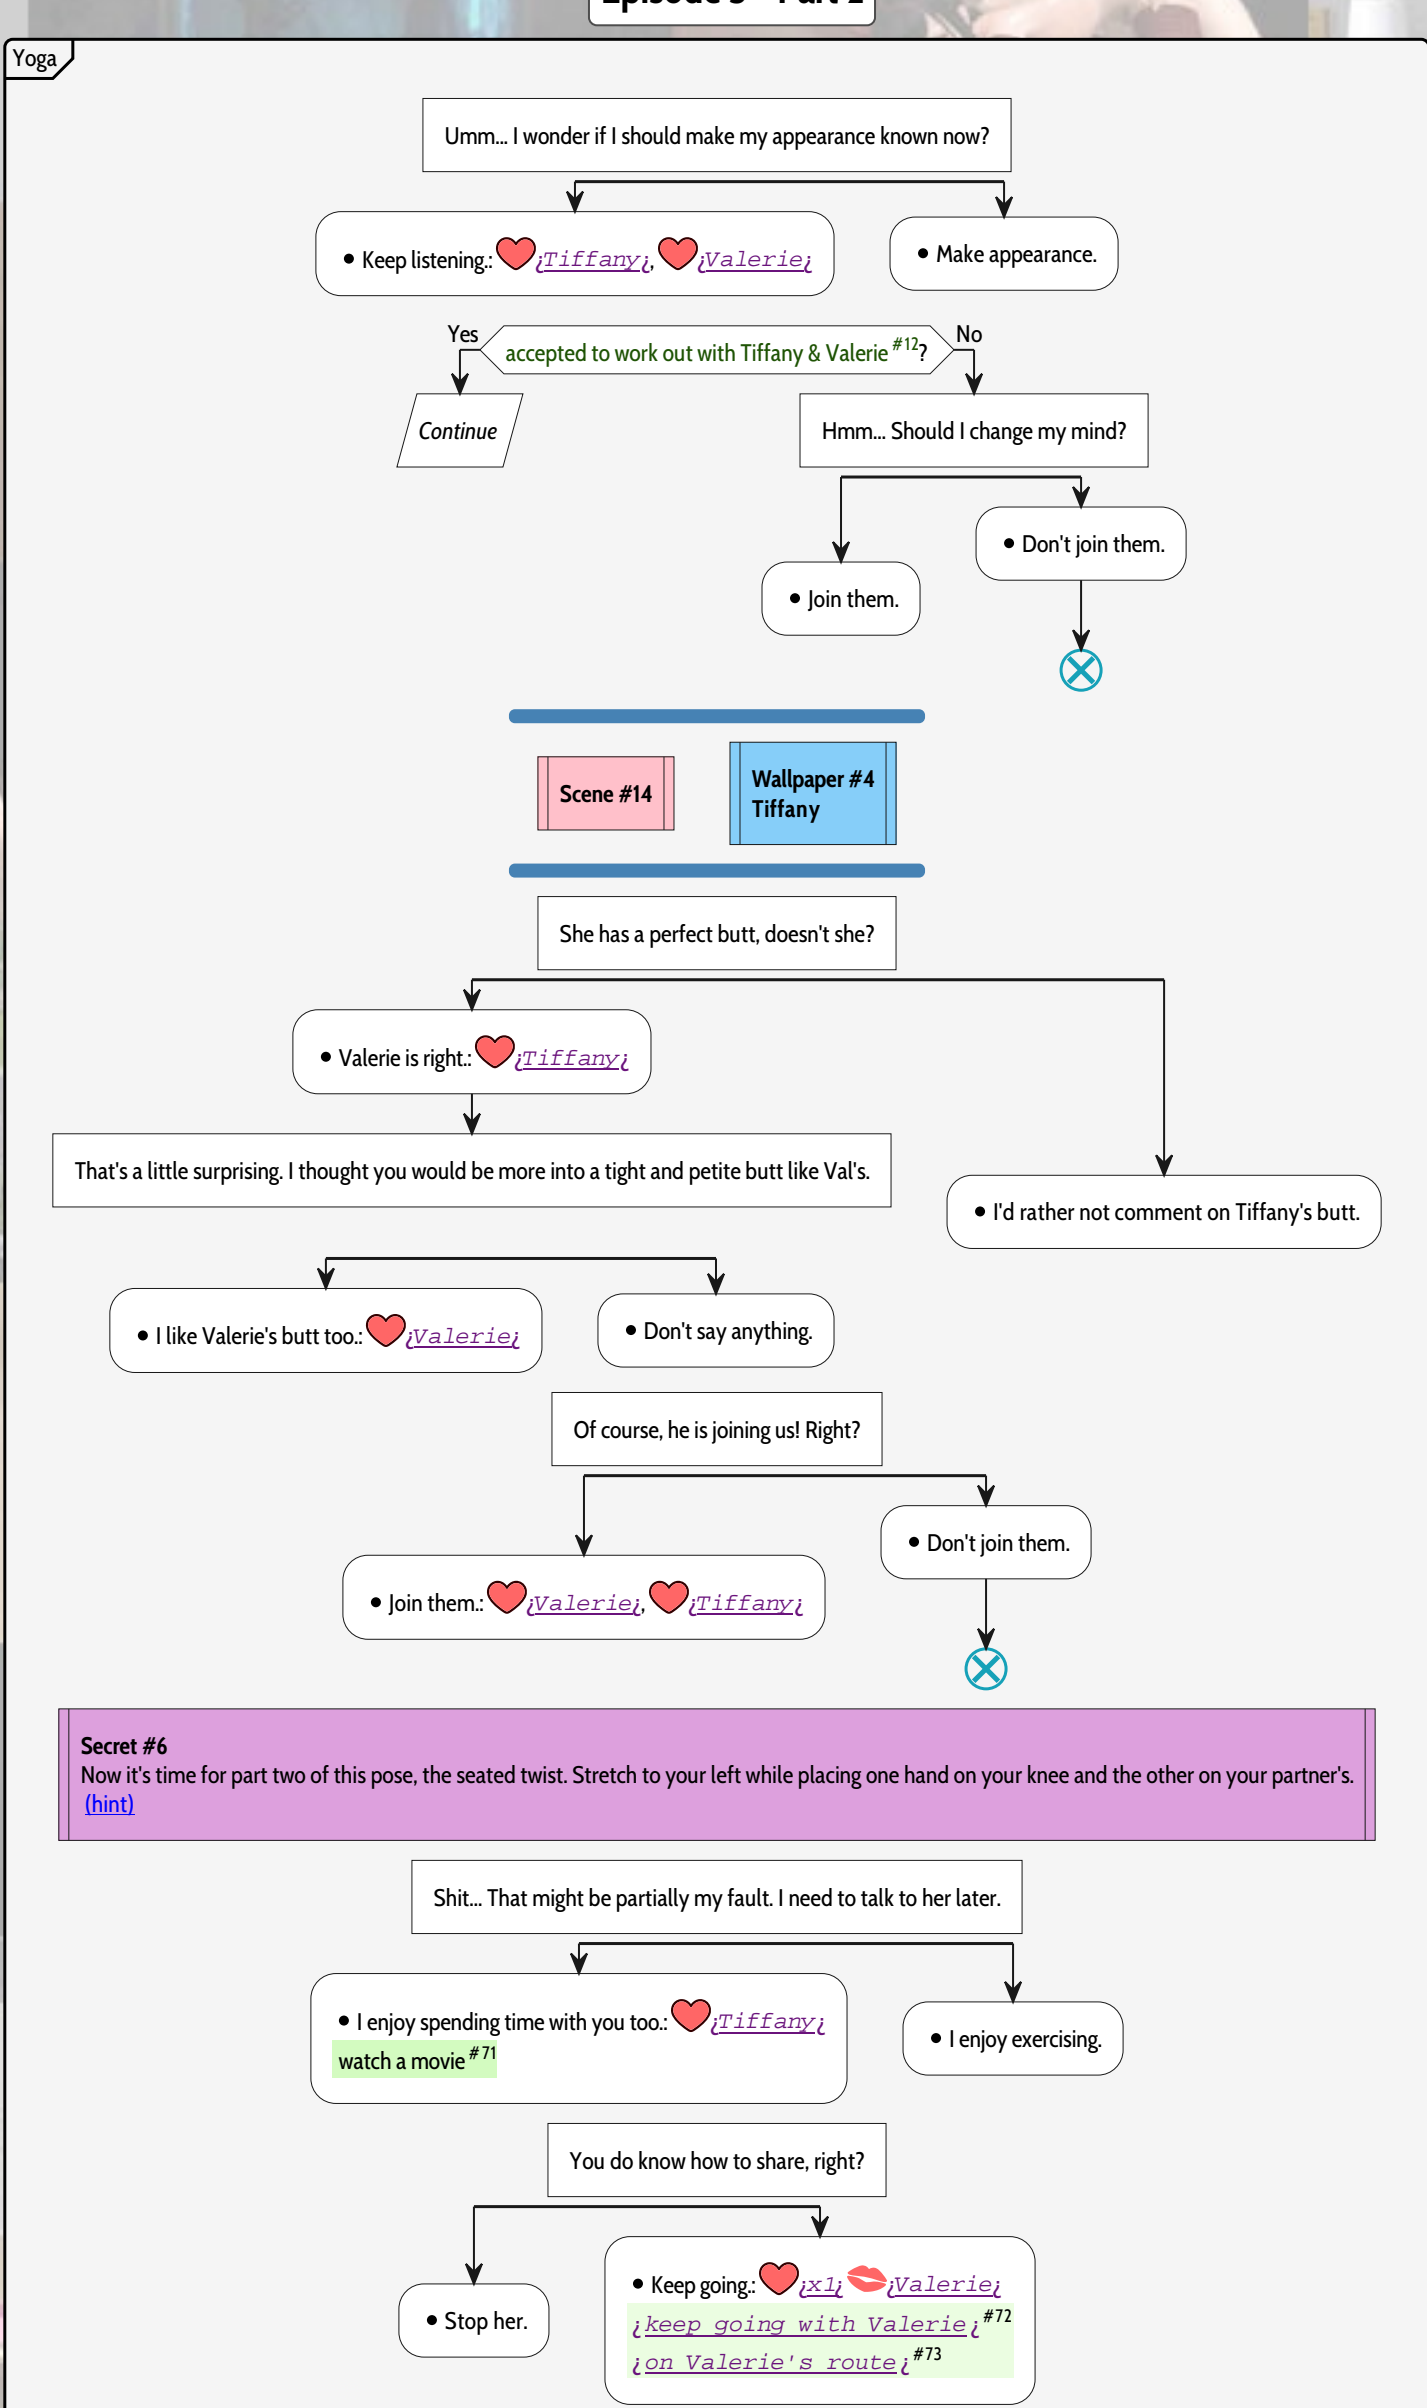 Episode 3 - Part 2
Yoga
Umm... I wonder if I should make my appearance known now?
• Keep listening.: ¿Tiffany¿, ¿Valerie¿
• Make appearance.
Yes
accepted to work out with Tiffany & Valerie #12?
No
Continue
Hmm... Should I change my mind?
• Don't join them.
• Join them.
Scene #14
Wallpaper #4
Tiffany
She has a perfect butt, doesn't she?
• Valerie is right.: ¿Tiffany¿
That's a little surprising. I thought you would be more into a tight and petite butt like Val's.
• I'd rather not comment on Tiffany's butt.
• I like Valerie's butt too.: ¿Valerie¿
• Don't say anything.
Of course, he is joining us! Right?
• Don't join them.
• Join them.: ¿Valerie¿, ¿Tiffany¿
Secret #6
Now it's time for part two of this pose, the seated twist. Stretch to your left while placing one hand on your knee and the other on your partner's.
(hint)
Shit... That might be partially my fault. I need to talk to her later.
• I enjoy spending time with you too.: ¿Tiffany¿
watch a movie #71
• I enjoy exercising.
You do know how to share, right?
• Keep going.: ¿x1¿ ¿Valerie¿
¿keep going with Valerie¿ #72
¿on Valerie's route¿ #73
• Stop her.